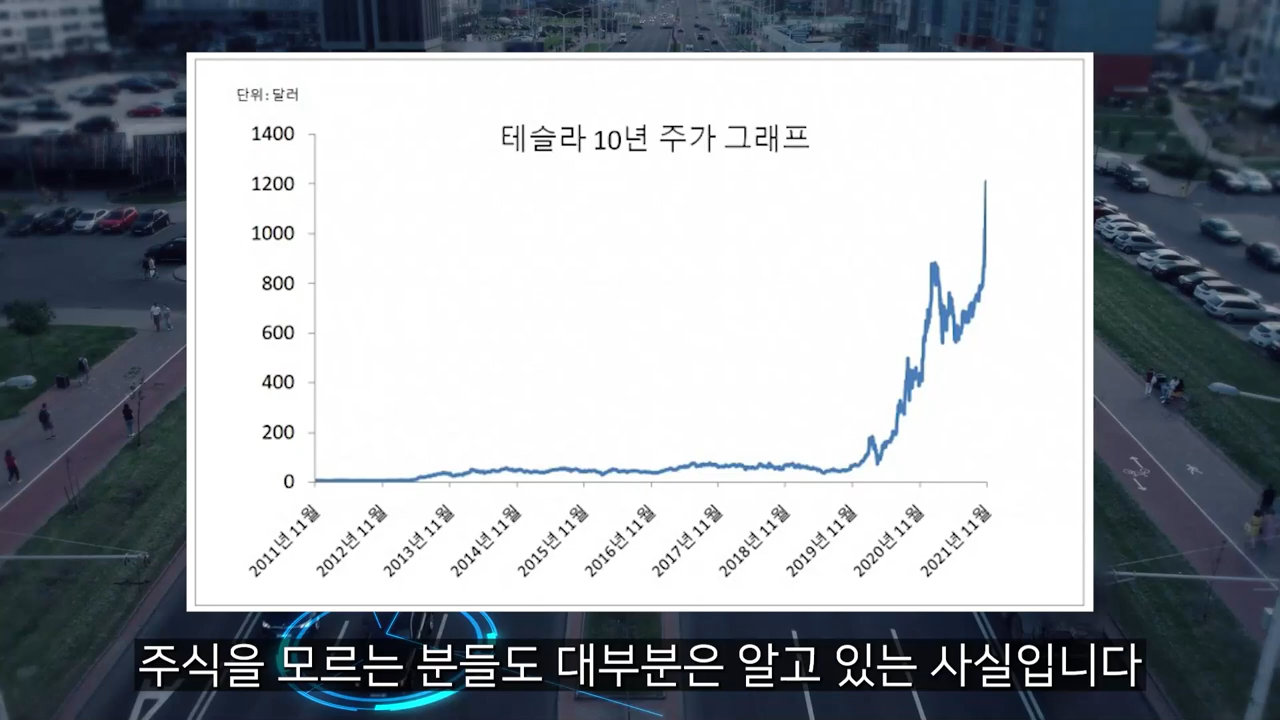 단위: 달러
테슬라 10년 주가 그래프
1400
1200
1000
800
600
400
200
0
2011년 11월
2012년 11월
2013년 11월
2014년 11월
2015년 11월
2016년 11월
2017년 11월
2018년 11월
2019년 11월
2020년 11월
2021년 11월
주식을 모르는 분들도 대부분은 알고 있는 사실입니다